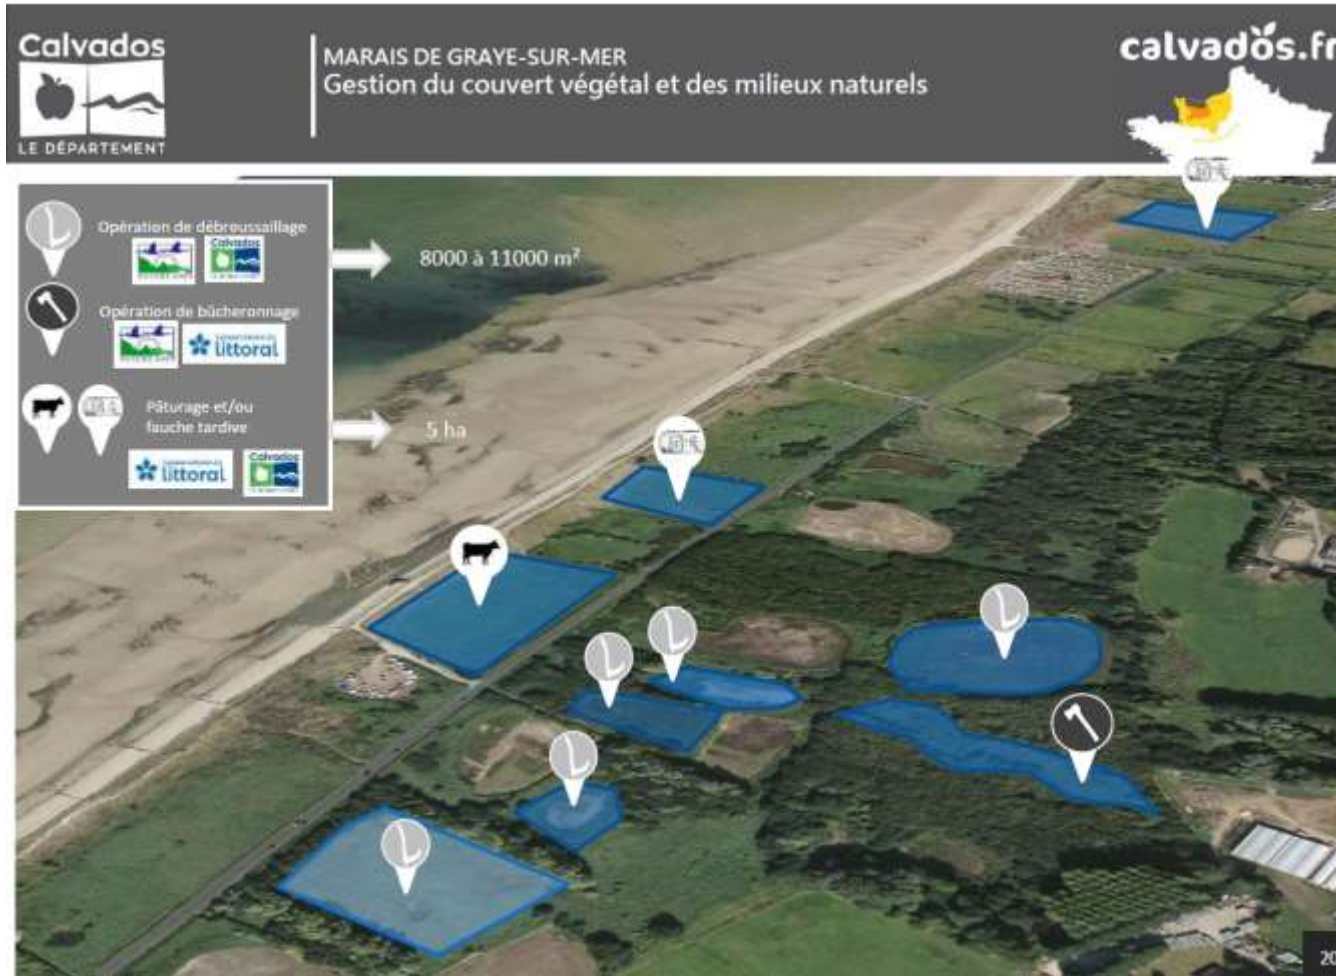 Calvados
LE DÉPARTEMENT
MARAIS DE GRAYE-SUR-MER
Gestion du couvert végétal et des milieux naturels
calvados.fr
Opération de débroussaillage
Calvados
8000 à 11000 m²
Opération de bûcheronnage
littoral
Pâturage et/ou
fauche tardive
5 ha
littoral
Calvados
20